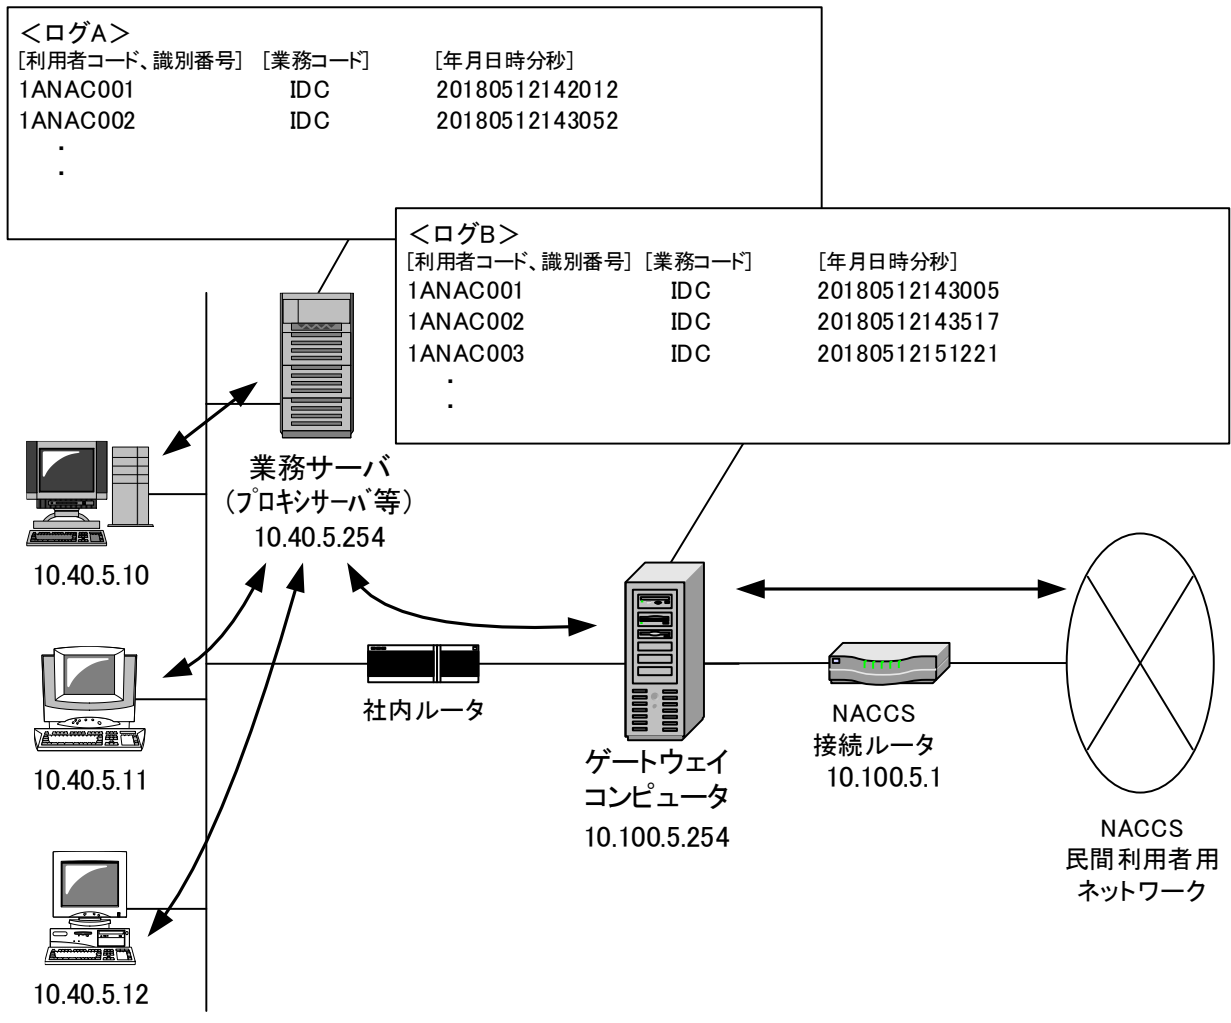 ＜ログA＞
[利用者コード、識別番号] [業務コード] [年月日時分秒]
1ANAC001 IDC 20180512142012
1ANAC002 IDC 20180512143052
・
・
＜ログB＞
[利用者コード、識別番号] [業務コード] [年月日時分秒]
1ANAC001 IDC 20180512143005
1ANAC002 IDC 20180512143517
1ANAC003 IDC 20180512151221
・
・
業務サーバ
（プロキシサーバ等）
10.40.5.254
10.40.5.10
10.40.5.11
10.40.5.12
社内ルータ
ゲートウェイ
コンピュータ
10.100.5.254
NACCS
接続ルータ
10.100.5.1
NACCS
民間利用者用
ネットワーク